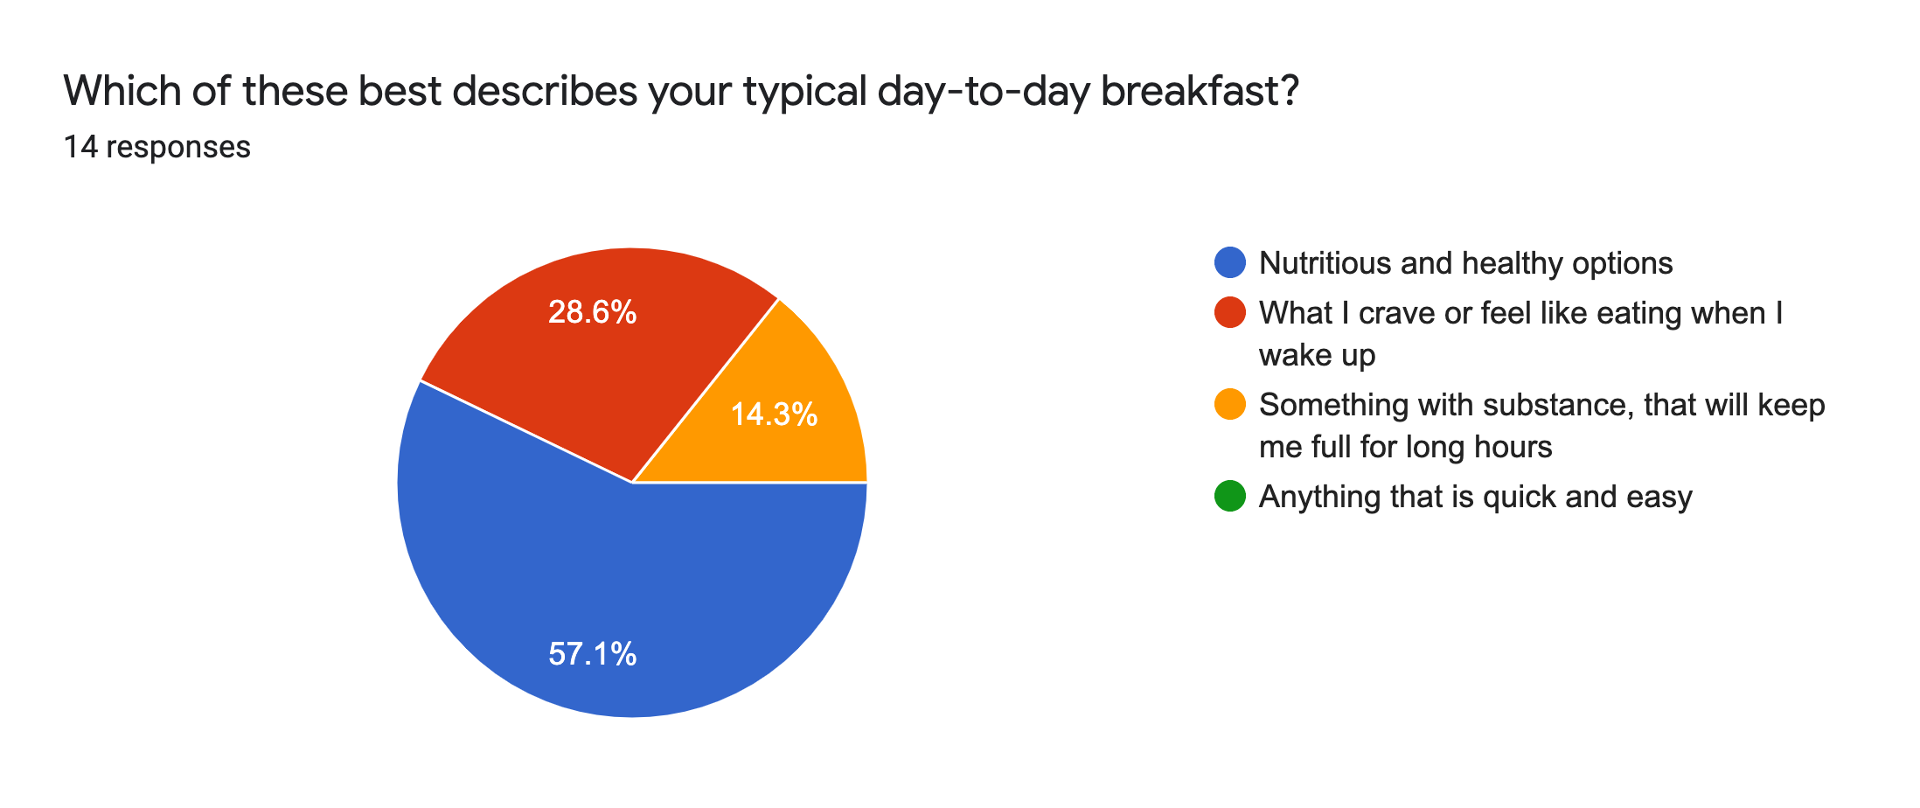 Which of these best describes your typical day-to-day breakfast?
14 responses
28.6%
14.3%
57.1%
Nutritious and healthy options
What I crave or feel like eating when I
wake up
Something with substance, that will keep
me full for long hours
Anything that is quick and easy